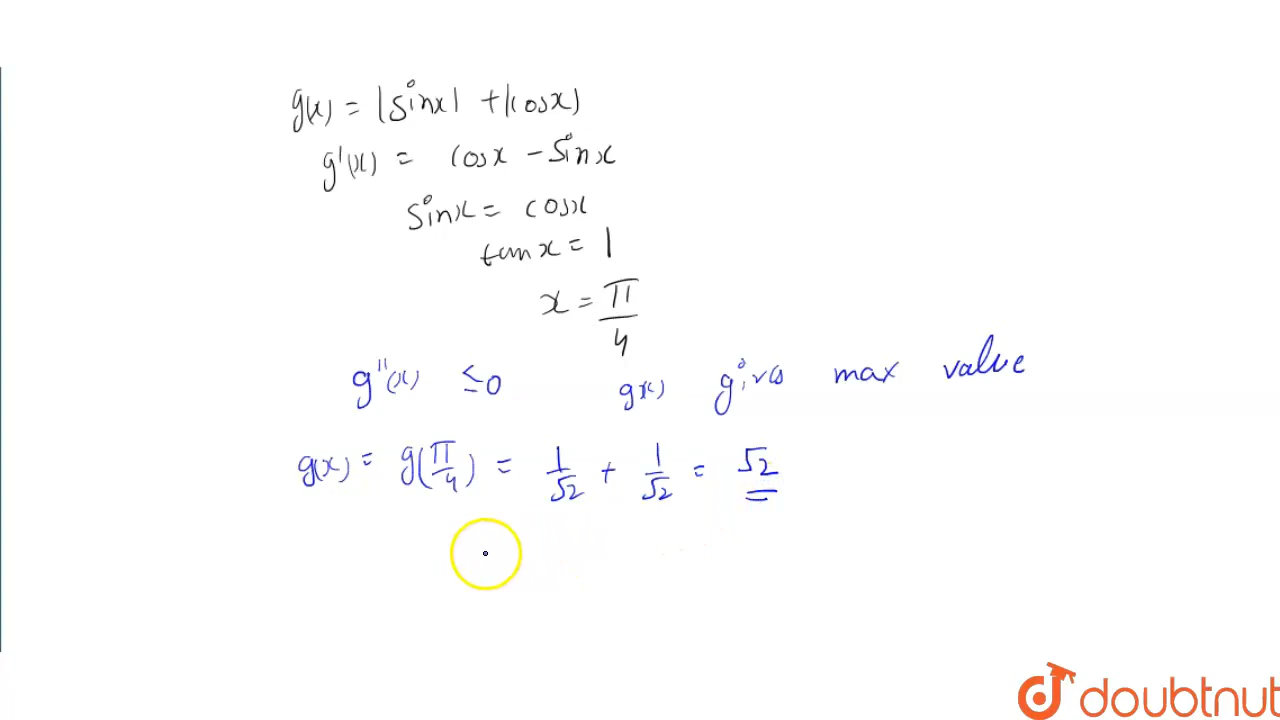 g(x) = |sinx| + |cosx|
g'(x) = cosx - sinx
sinx = cosx
tanx = 1
x = π/4
g''(x) ≤0 g(x) gives max value
g(x) = g(π/4) = 1/√2 + 1/√2 = √2
doubtnut